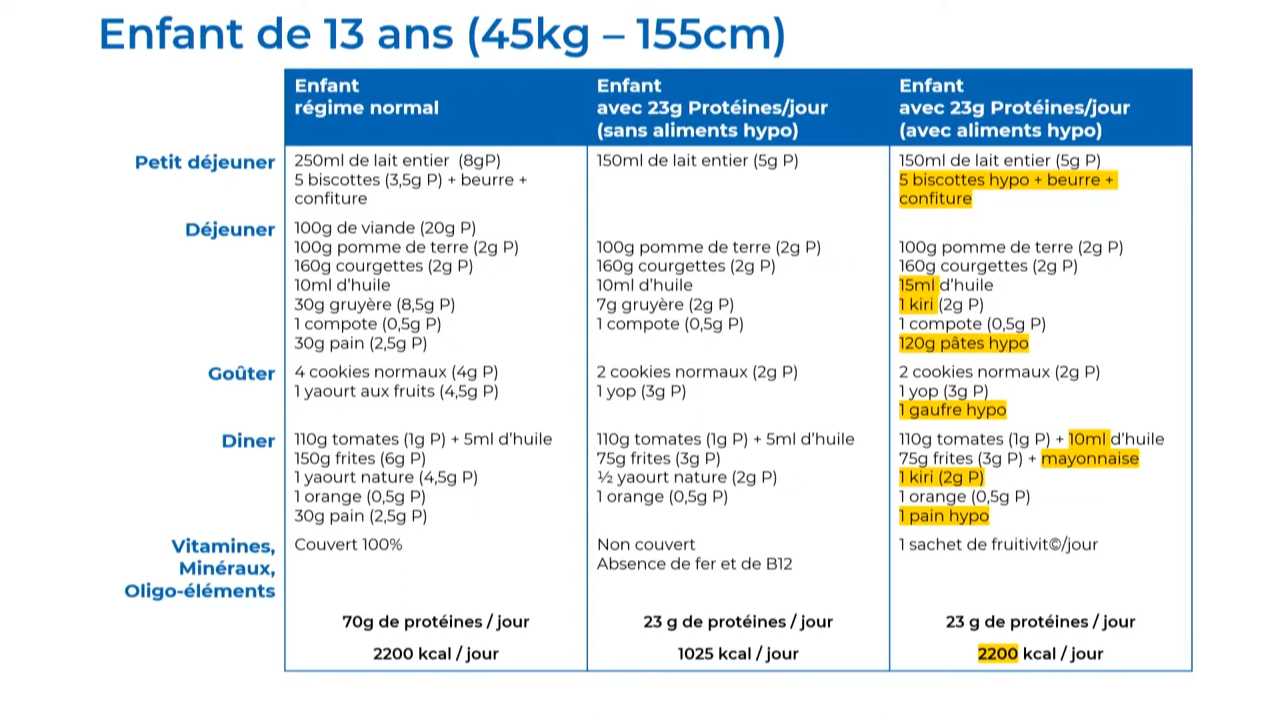 Enfant de 13 ans (45kg – 155cm)
Enfant
régime normal
Enfant
avec 23g Protéines/jour
(sans aliments hypo)
Enfant
avec 23g Protéines/jour
(avec aliments hypo)
Petit déjeuner
250ml de lait entier (8gP)
5 biscottes (3,5g P) + beurre +
confiture
150ml de lait entier (5g P)
150ml de lait entier (5g P)
5 biscottes hypo + beurre +
confiture
Déjeuner
100g de viande (20g P)
100g pomme de terre (2g P)
160g courgettes (2g P)
10ml d'huile
30g gruyère (8,5g P)
1 compote (0,5g P)
30g pain (2,5g P)
100g pomme de terre (2g P)
160g courgettes (2g P)
10ml d'huile
7g gruyère (2g P)
1 compote (0,5g P)
100g pomme de terre (2g P)
160g courgettes (2g P)
15ml d'huile
1 kiri (2g P)
1 compote (0,5g P)
120g pâtes hypo
Goûter
4 cookies normaux (4g P)
1 yaourt aux fruits (4,5g P)
2 cookies normaux (2g P)
1 yop (3g P)
2 cookies normaux (2g P)
1 yop (3g P)
1 gaufre hypo
Diner
110g tomates (1g P) + 5ml d'huile
150g frites (6g P)
1 yaourt nature (4,5g P)
1 orange (0,5g P)
30g pain (2,5g P)
110g tomates (1g P) + 5ml d'huile
75g frites (3g P)
½ yaourt nature (2g P)
1 orange (0,5g P)
110g tomates (1g P) + 10ml d'huile
75g frites (3g P) + mayonnaise
1 kiri (2g P)
1 orange (0,5g P)
1 pain hypo
Vitamines,
Minéraux,
Oligo-éléments
Couvert 100%
Non couvert
Absence de fer et de B12
1 sachet de fruitivit©/jour
70g de protéines / jour
2200 kcal / jour
23 g de protéines / jour
1025 kcal / jour
23 g de protéines / jour
2200 kcal / jour